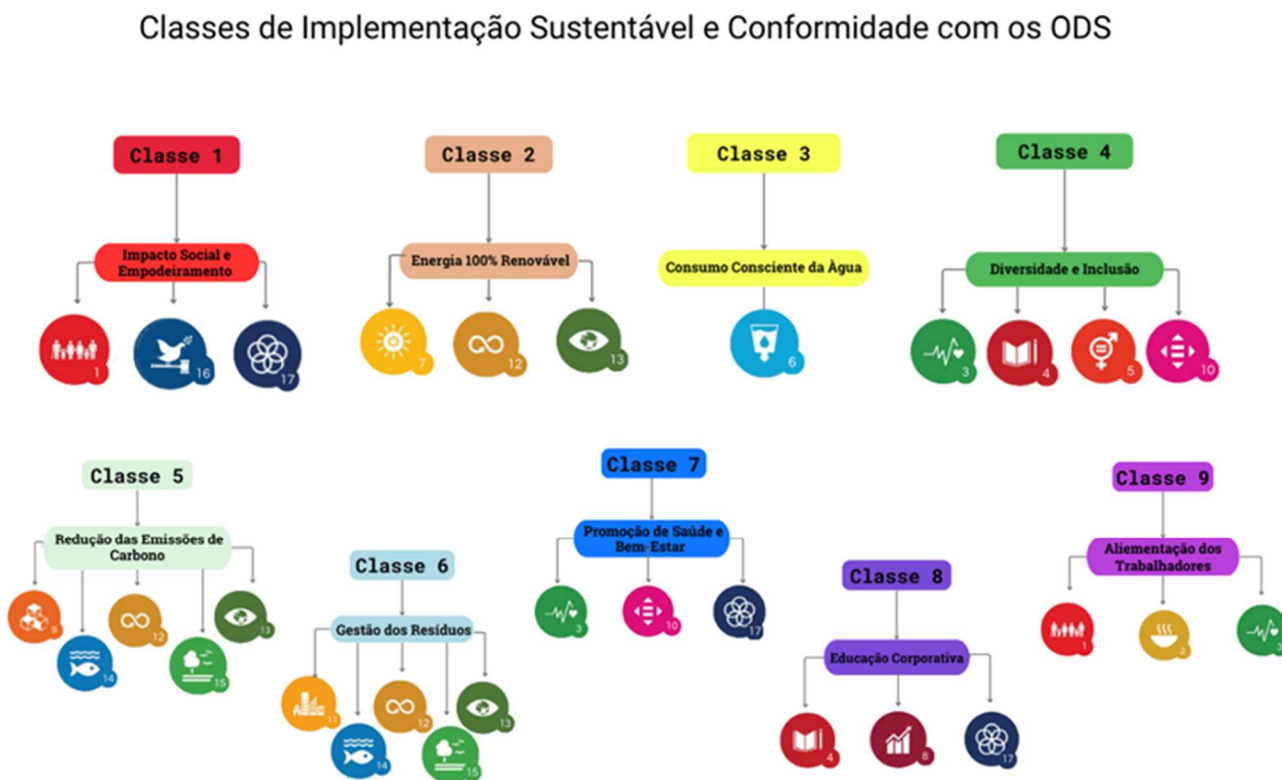 Classes de Implementação Sustentável e Conformidade com os ODS
Classe 1
Classe 2
Classe 3
Classe 4
Impacto Social e
Empodeiramento
Energia 100% Renovável
Consumo Consciente da Àgua
Diversidade e Inclusão
1
16
17
7
12
13
6
3
4
5
10
Classe 5
Redução das Emissões de
Carbono
9
14
12
15
13
Classe 6
Gestão dos Resíduos
11
14
12
15
13
Classe 7
Promoção de Saúde e
Bem-Estar
3
10
17
Classe 8
Educação Corporativa
4
8
17
Classe 9
Aliementação dos
Trabalhadores
1
2
3